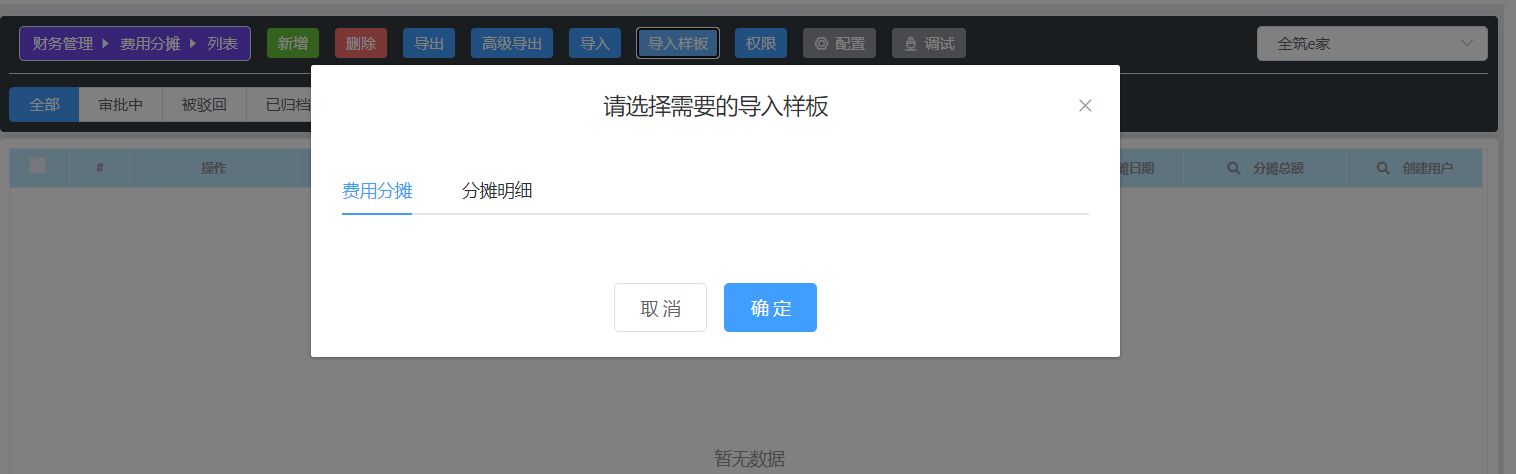 财务管理 费用分摊 列表 新增 删除 导出 高级导出 导入 导入样板 权限 配置 调试 全筑e家
全部 审批中 被驳回 已归档
请选择需要的导入样板
# 操作 摊日期 分摊总额 创建用户
费用分摊 分摊明细
取消 确定
暂无数据